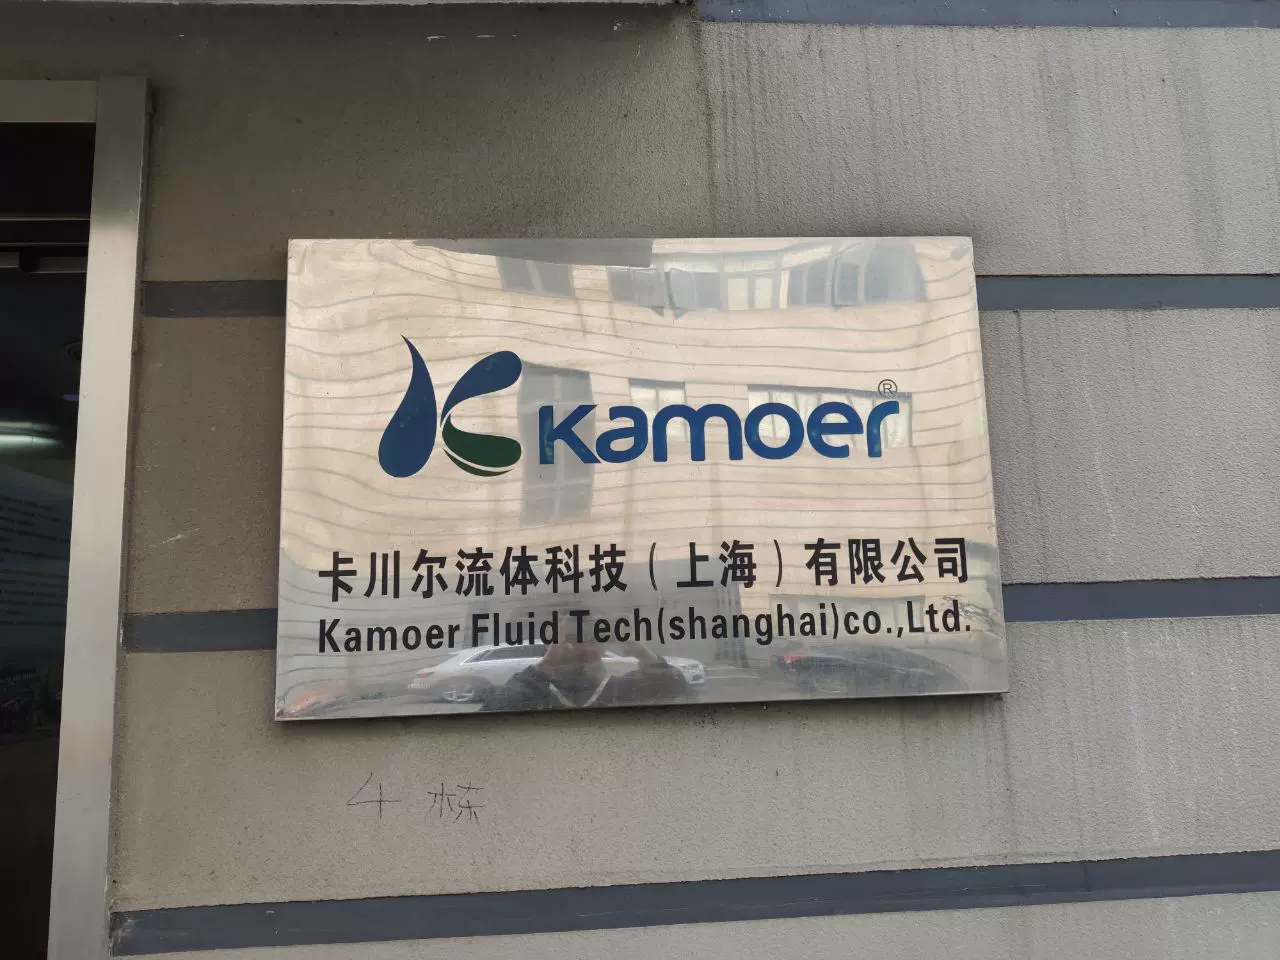 Kamoer®
卡川尔流体科技（上海）有限公司
Kamoer Fluid Tech(shanghai)co.,Ltd.
4 栋